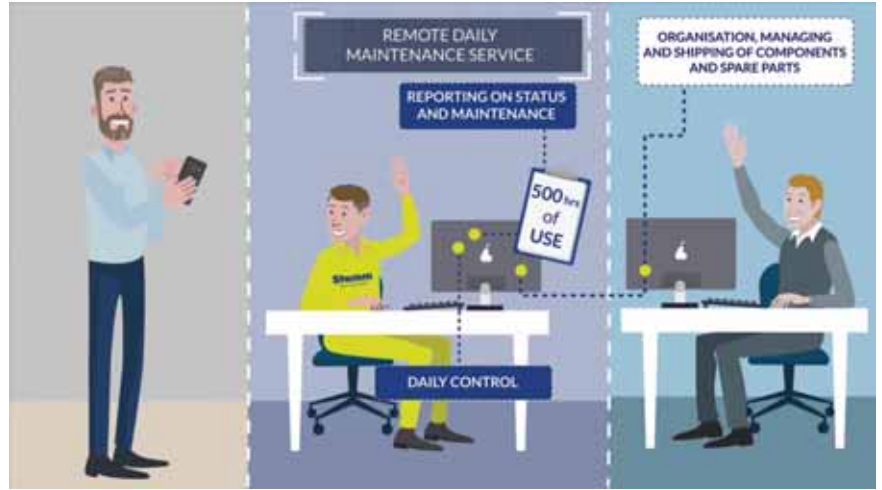 REMOTE DAILY
MAINTENANCE SERVICE
ORGANISATION, MANAGING
AND SHIPPING OF COMPONENTS
AND SPARE PARTS
REPORTING ON STATUS
AND MAINTENANCE
500 hrs
of
USE
DAILY CONTROL